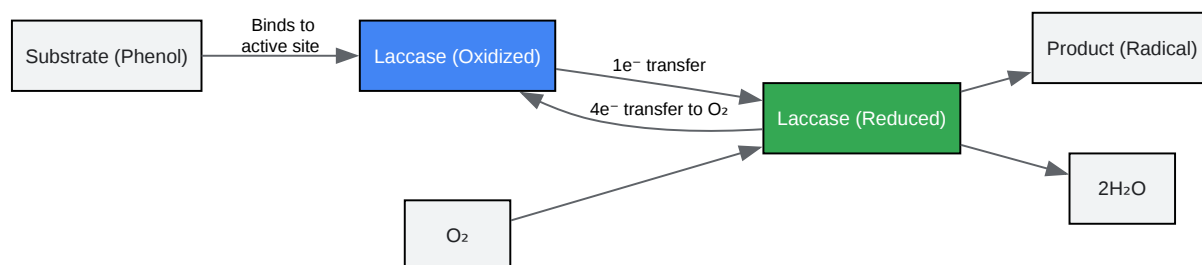 Substrate (Phenol)
Binds to
active site
Laccase (Oxidized)
1e⁻ transfer
4e⁻ transfer to O₂
Laccase (Reduced)
Product (Radical)
2H₂O
O₂